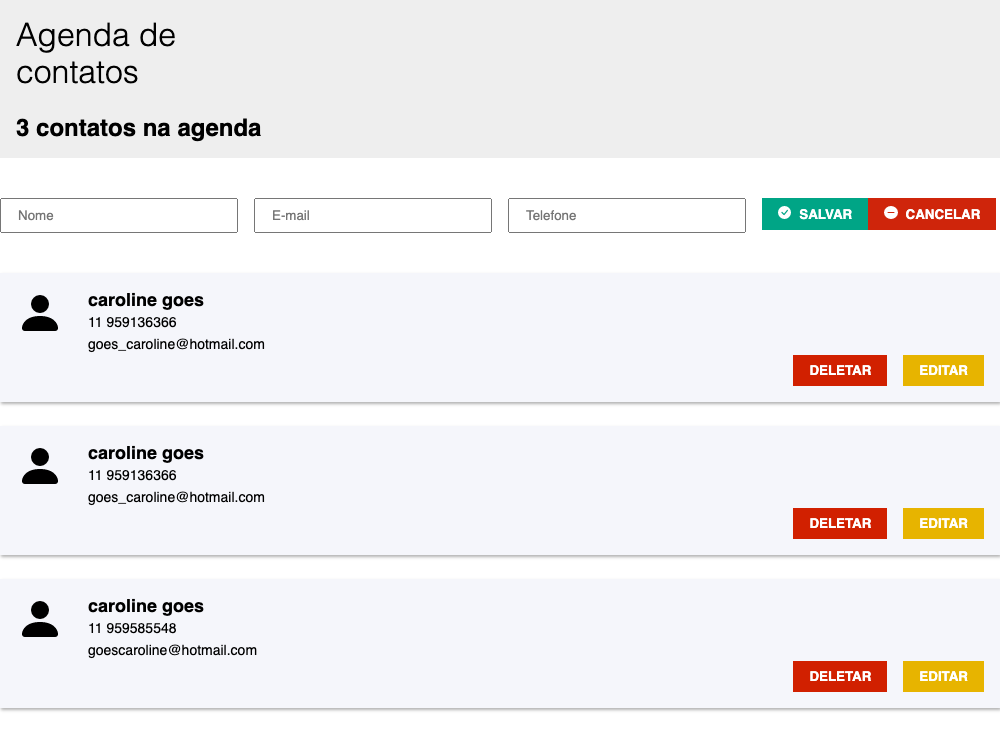 Agenda de
contatos
3 contatos na agenda
Nome E-mail Telefone SALVAR CANCELAR
caroline goes
11 959136366
goes_caroline@hotmail.com
DELETAR EDITAR
caroline goes
11 959136366
goes_caroline@hotmail.com
DELETAR EDITAR
caroline goes
11 959585548
goescaroline@hotmail.com
DELETAR EDITAR